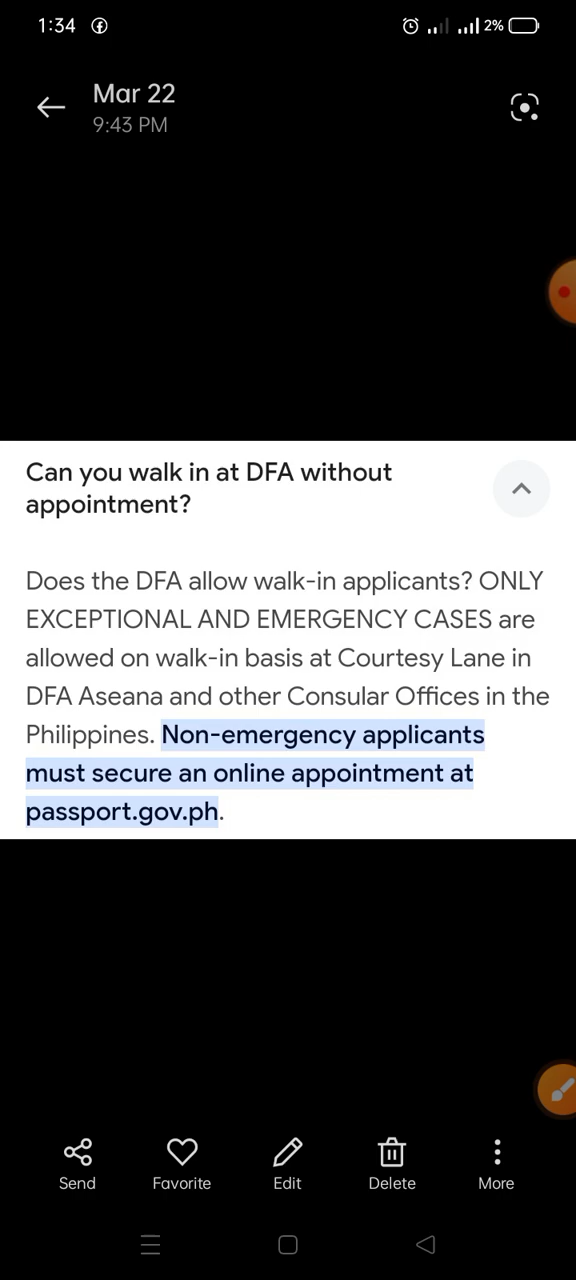 1:34
2%
Mar 22
9:43 PM
Can you walk in at DFA without
appointment?
Does the DFA allow walk-in applicants? ONLY
EXCEPTIONAL AND EMERGENCY CASES are
allowed on walk-in basis at Courtesy Lane in
DFA Aseana and other Consular Offices in the
Philippines. Non-emergency applicants
must secure an online appointment at
passport.gov.ph.
Send Favorite Edit Delete More